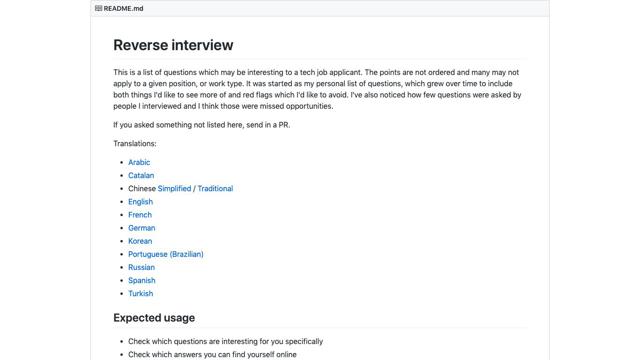 README.md
Reverse interview
This is a list of questions which may be interesting to a tech job applicant. The points are not ordered and many may not
apply to a given position, or work type. It was started as my personal list of questions, which grew over time to include
both things I'd like to see more of and red flags which I'd like to avoid. I've also noticed how few questions were asked by
people I interviewed and I think those were missed opportunities.
If you asked something not listed here, send in a PR.
Translations:
• Arabic
• Catalan
• Chinese Simplified / Traditional
• English
• French
• German
• Korean
• Portuguese (Brazilian)
• Russian
• Spanish
• Turkish
Expected usage
• Check which questions are interesting for you specifically
• Check which answers you can find yourself online